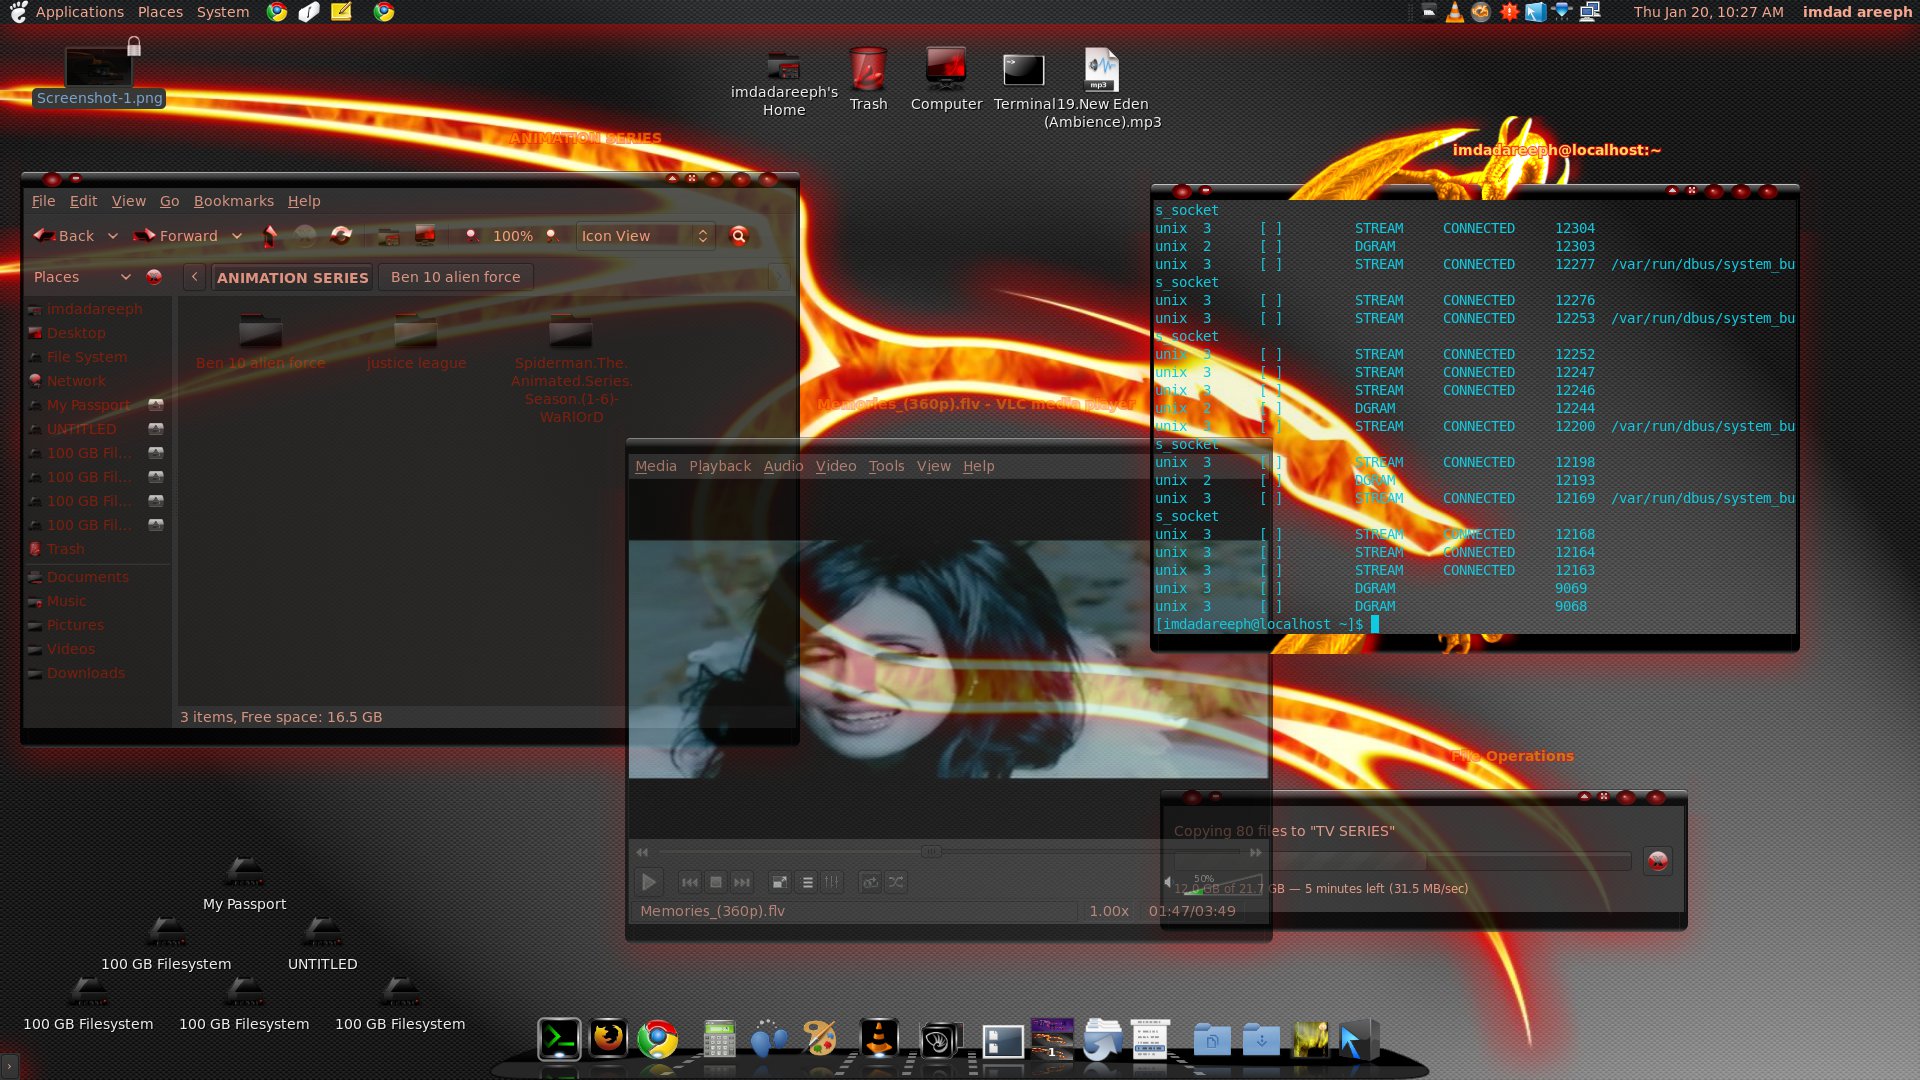 Applications Places System
Thu Jan 20, 10:27 AM imdad areeph
Screenshot-1.png
imdadareeph's
Home
Trash
Computer
Terminal
mp3
19.New Eden
(Ambience).mp3
ANIMATION SERIES
File Edit View Go Bookmarks Help
Back Forward 100% Icon View
Places ANIMATION SERIES Ben 10 alien force
imdadareeph
Desktop
File System
Network
My Passport
UNTITLED
100 GB Fil...
100 GB Fil...
100 GB Fil...
100 GB Fil...
Trash
Documents
Music
Pictures
Videos
Downloads
Ben 10 alien force
justice league
Spiderman.The.
Animated.Series.
Season.(1-6)-
WaRlOrD
3 items, Free space: 16.5 GB
Memories_(360p).flv - VLC media player
Media Playback Audio Video Tools View Help
50%
Memories_(360p).flv 1.00x 01:47/03:49
imdadareeph@localhost:~
s_socket
unix 3 [ ] STREAM CONNECTED 12304
unix 2 [ ] DGRAM 12303
unix 3 [ ] STREAM CONNECTED 12277 /var/run/dbus/system_bu
s_socket
unix 3 [ ] STREAM CONNECTED 12276
unix 3 [ ] STREAM CONNECTED 12253 /var/run/dbus/system_bu
s_socket
unix 3 [ ] STREAM CONNECTED 12252
unix 3 [ ] STREAM CONNECTED 12247
unix 3 [ ] STREAM CONNECTED 12246
unix 2 [ ] DGRAM 12244
unix 3 [ ] STREAM CONNECTED 12200 /var/run/dbus/system_bu
s_socket
unix 3 [ ] STREAM CONNECTED 12198
unix 2 [ ] DGRAM 12193
unix 3 [ ] STREAM CONNECTED 12169 /var/run/dbus/system_bu
s_socket
unix 3 [ ] STREAM CONNECTED 12168
unix 3 [ ] STREAM CONNECTED 12164
unix 3 [ ] STREAM CONNECTED 12163
unix 3 [ ] DGRAM 9069
unix 3 [ ] DGRAM 9068
[imdadareeph@localhost ~]$
File Operations
Copying 80 files to "TV SERIES"
12.0 GB of 21.7 GB — 5 minutes left (31.5 MB/sec)
My Passport
100 GB Filesystem
UNTITLED
100 GB Filesystem
100 GB Filesystem
100 GB Filesystem
1